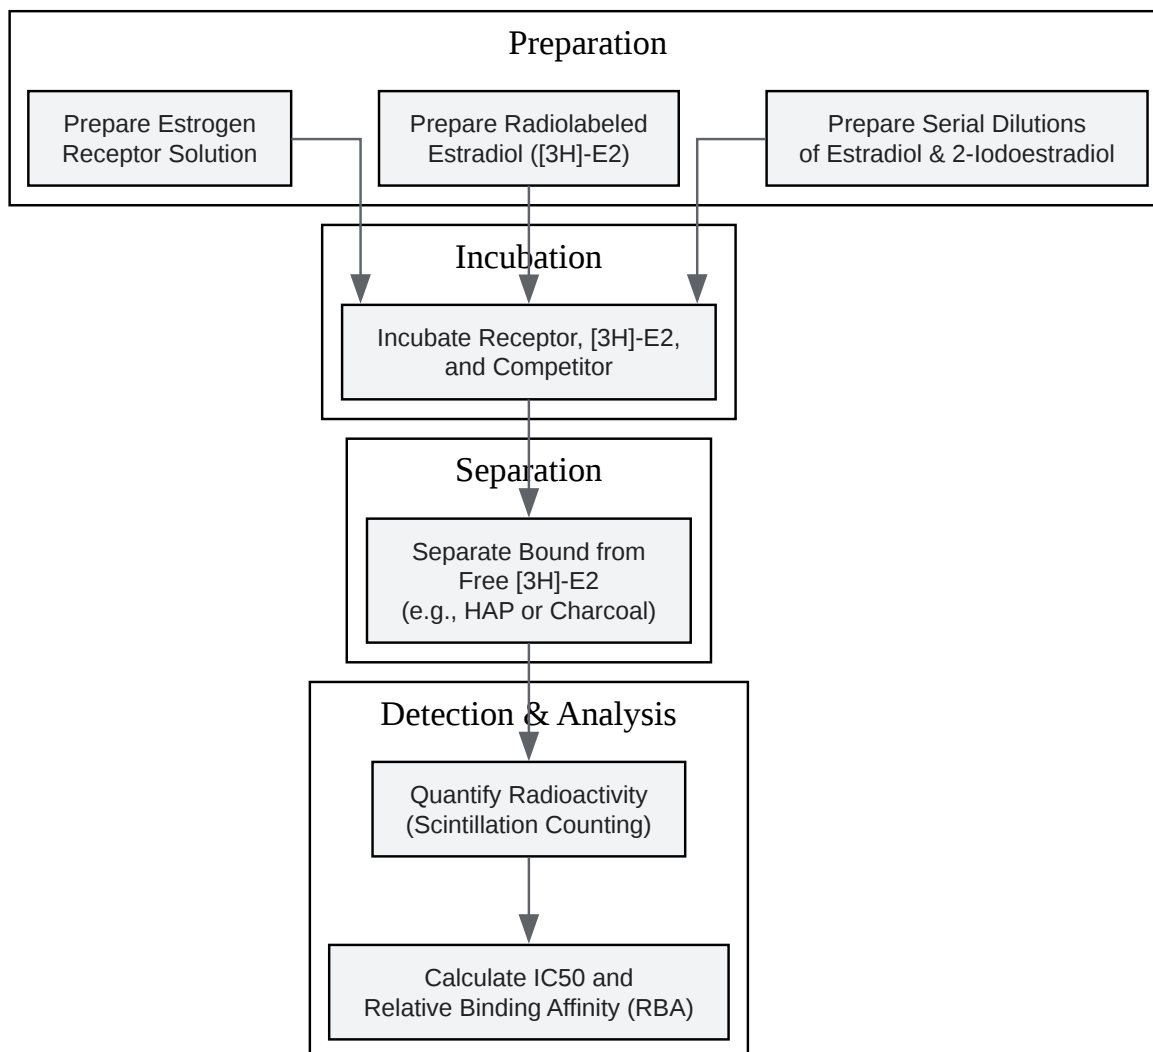 Preparation
Prepare Estrogen
Receptor Solution
Prepare Radiolabeled
Estradiol ([3H]-E2)
Prepare Serial Dilutions
of Estradiol & 2-Iodoestradiol
Incubation
Incubate Receptor, [3H]-E2,
and Competitor
Separation
Separate Bound from
Free [3H]-E2
(e.g., HAP or Charcoal)
Detection & Analysis
Quantify Radioactivity
(Scintillation Counting)
Calculate IC50 and
Relative Binding Affinity (RBA)